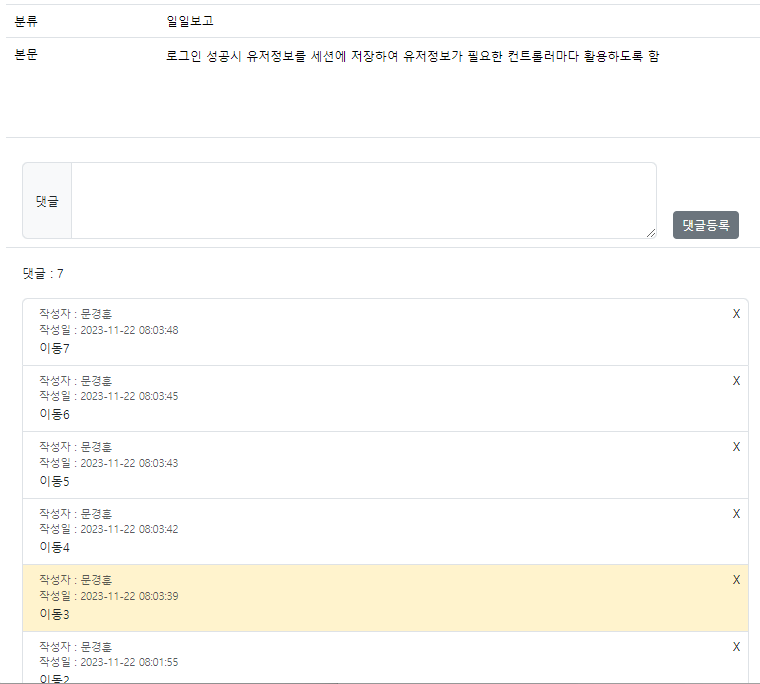 분류 일일보고
본문 로그인 성공시 유저정보를 세션에 저장하여 유저정보가 필요한 컨트롤러마다 활용하도록 함
댓글
댓글등록
댓글 : 7
작성자 : 문경훈 X
작성일 : 2023-11-22 08:03:48
이동7
작성자 : 문경훈 X
작성일 : 2023-11-22 08:03:45
이동6
작성자 : 문경훈 X
작성일 : 2023-11-22 08:03:43
이동5
작성자 : 문경훈 X
작성일 : 2023-11-22 08:03:42
이동4
작성자 : 문경훈 X
작성일 : 2023-11-22 08:03:39
이동3
작성자 : 문경훈 X
작성일 : 2023-11-22 08:01:55
이동2